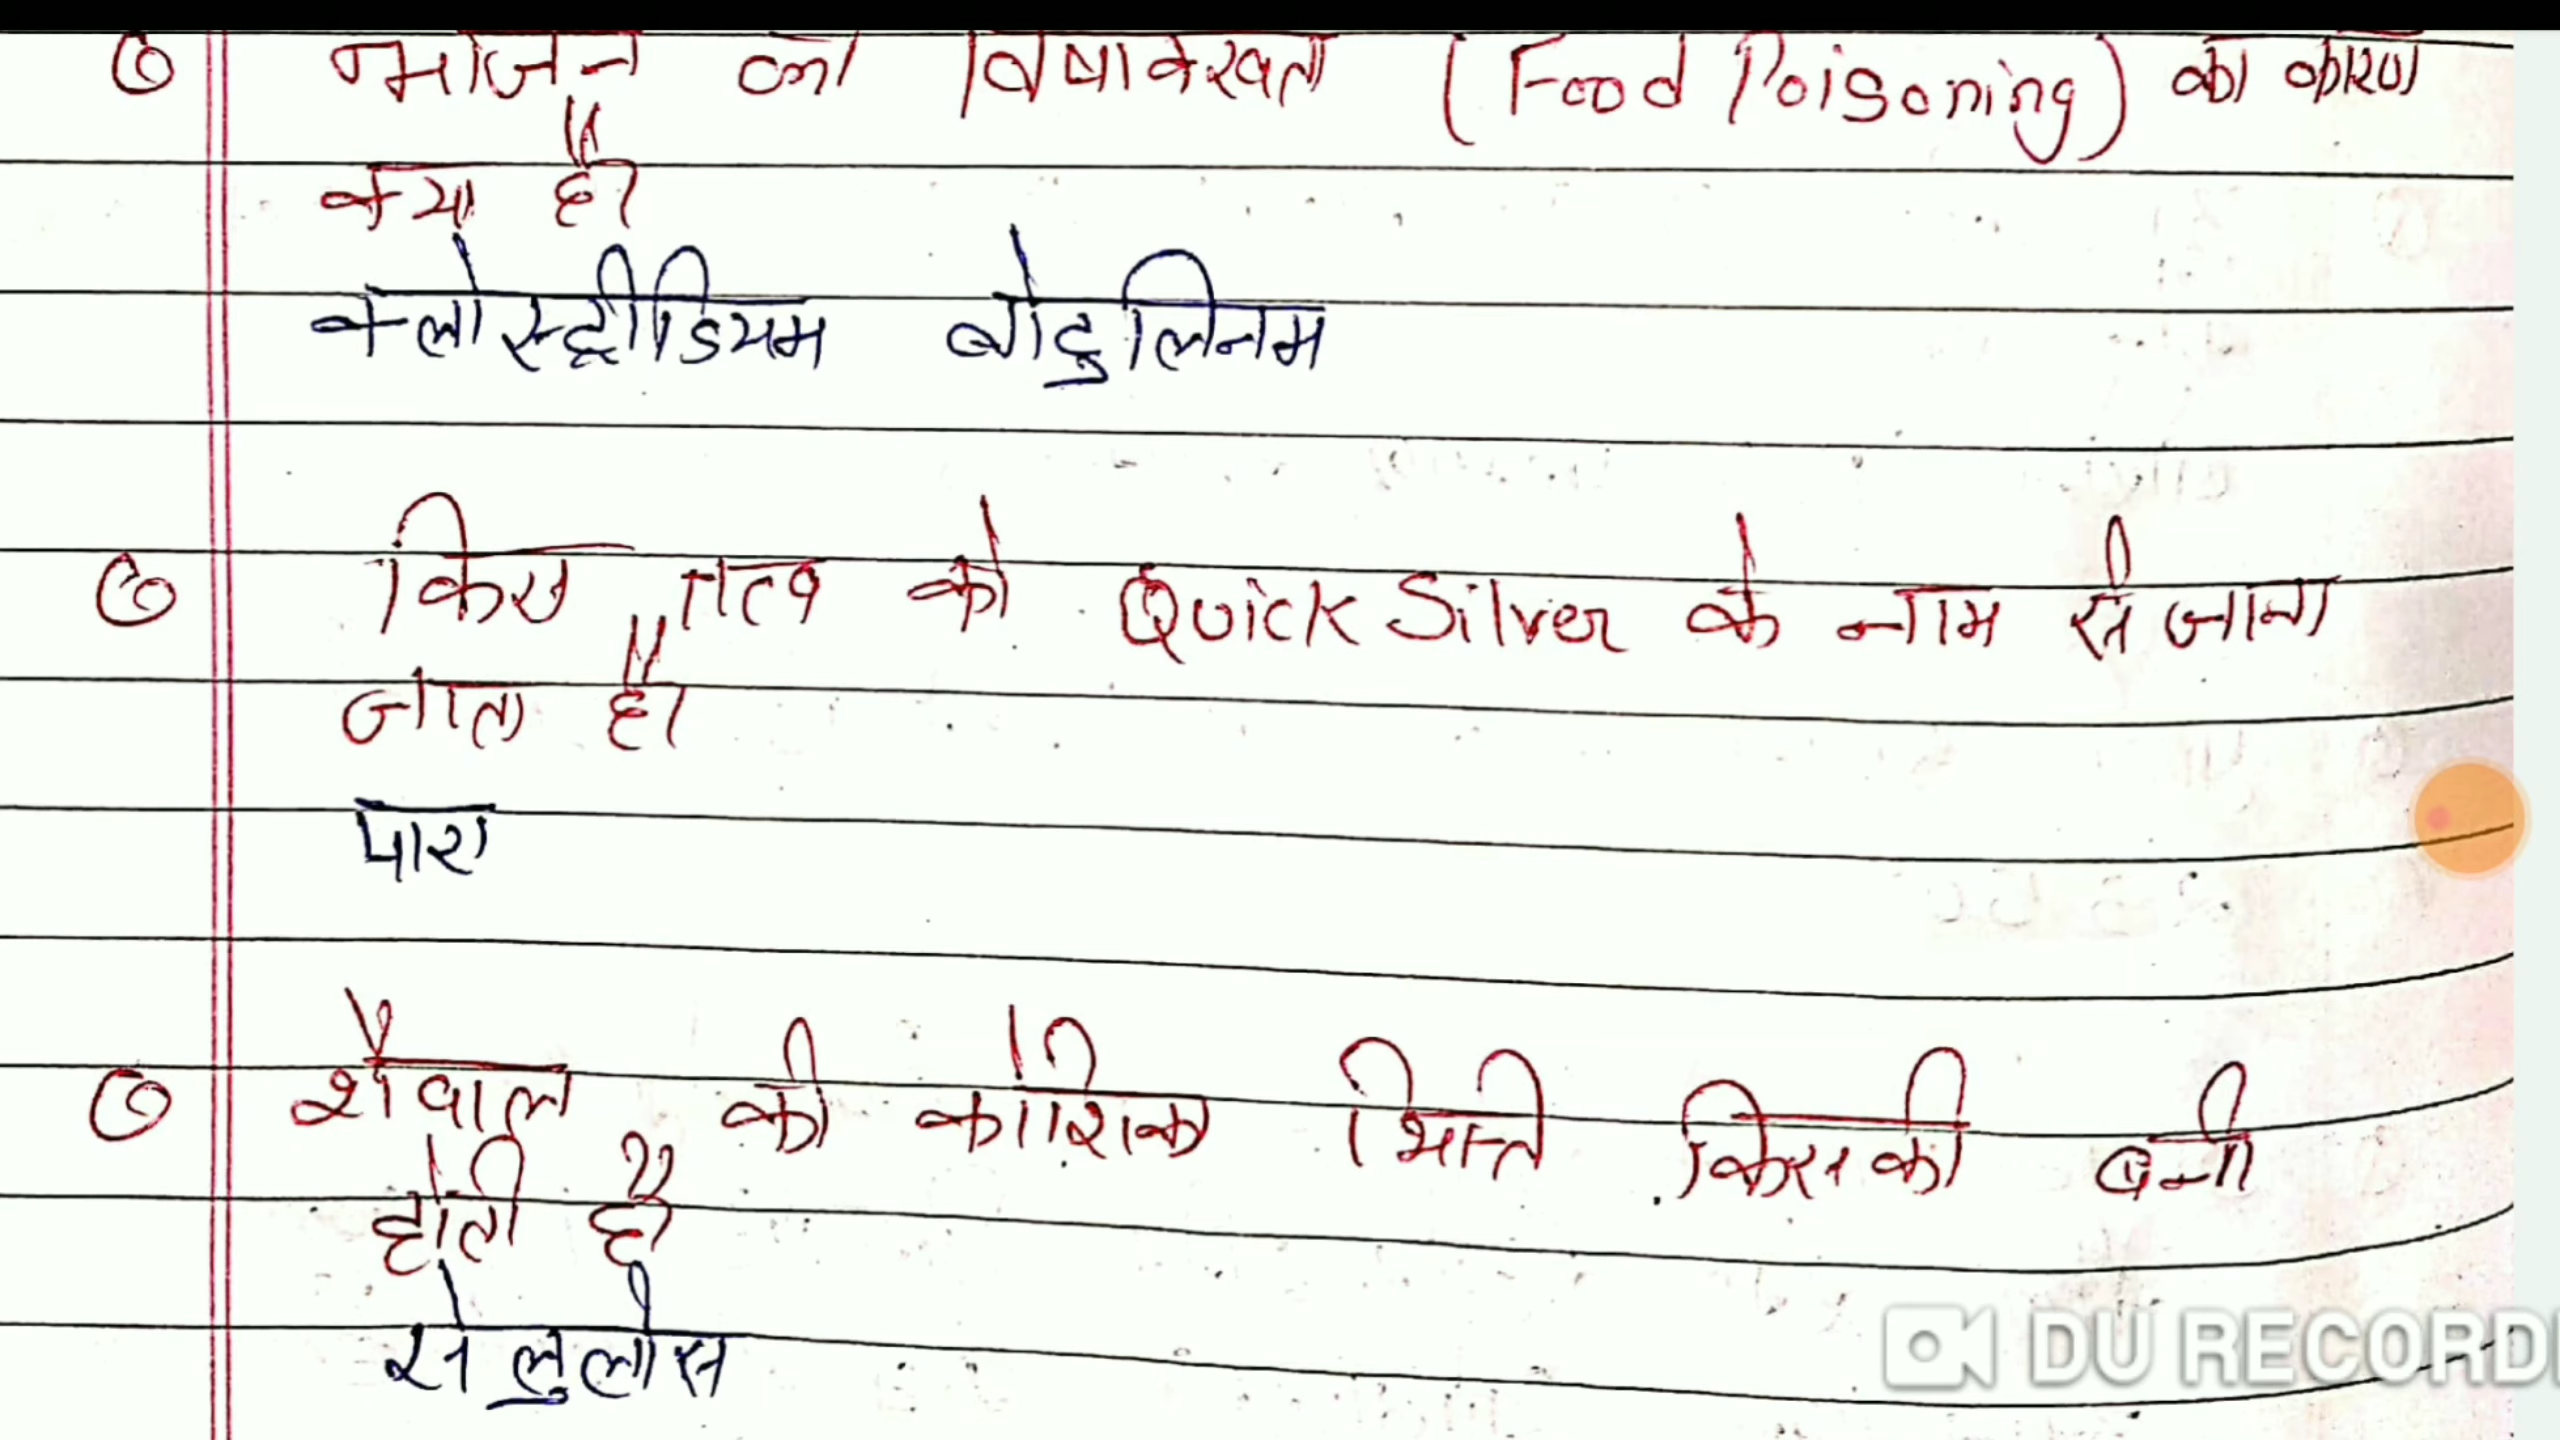 भोजन का विषाक्तता (Food Poisoning) का कारण
क्या है।
क्लोस्ट्रीडियम बोटुलिनम
किस तत्व को Quick Silver के नाम से जाना
जाता है।
पारा
शैवाल की कोशिका भित्ति किसकी बनी
होती है।
सेलुलोस
DU RECORD